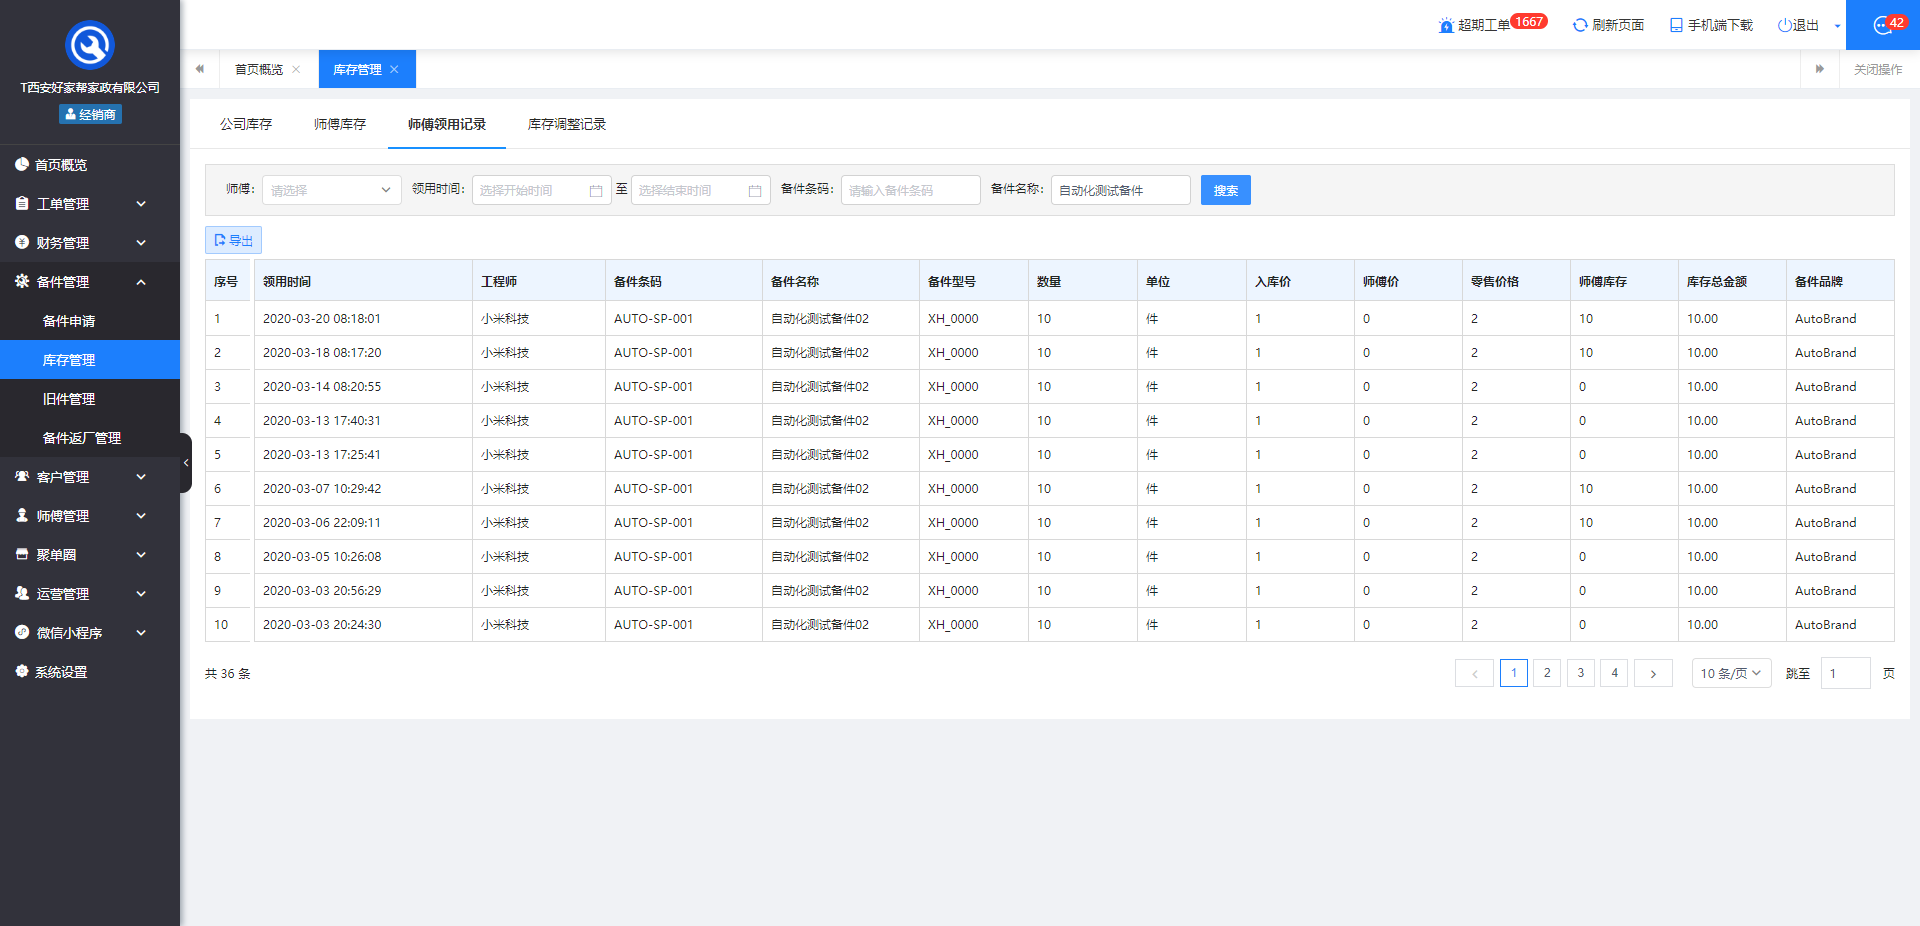 T西安好家帮家政有限公司
经销商
首页概览
工单管理
财务管理
备件管理
备件申请
库存管理
旧件管理
备件返厂管理
客户管理
师傅管理
聚单圈
运营管理
微信小程序
系统设置
超期工单 1667 刷新页面 手机端下载 退出 42
首页概览 库存管理 关闭操作
公司库存 师傅库存 师傅领用记录 库存调整记录
师傅: 请选择 领用时间: 选择开始时间 至 选择结束时间 备件条码: 请输入备件条码 备件名称: 自动化测试备件 搜索
导出
序号 领用时间 工程师 备件条码 备件名称 备件型号 数量 单位 入库价 师傅价 零售价格 师傅库存 库存总金额 备件品牌
1 2020-03-20 08:18:01 小米科技 AUTO-SP-001 自动化测试备件02 XH_0000 10 件 1 0 2 10 10.00 AutoBrand
2 2020-03-18 08:17:20 小米科技 AUTO-SP-001 自动化测试备件02 XH_0000 10 件 1 0 2 10 10.00 AutoBrand
3 2020-03-14 08:20:55 小米科技 AUTO-SP-001 自动化测试备件02 XH_0000 10 件 1 0 2 0 10.00 AutoBrand
4 2020-03-13 17:40:31 小米科技 AUTO-SP-001 自动化测试备件02 XH_0000 10 件 1 0 2 0 10.00 AutoBrand
5 2020-03-13 17:25:41 小米科技 AUTO-SP-001 自动化测试备件02 XH_0000 10 件 1 0 2 0 10.00 AutoBrand
6 2020-03-07 10:29:42 小米科技 AUTO-SP-001 自动化测试备件02 XH_0000 10 件 1 0 2 10 10.00 AutoBrand
7 2020-03-06 22:09:11 小米科技 AUTO-SP-001 自动化测试备件02 XH_0000 10 件 1 0 2 10 10.00 AutoBrand
8 2020-03-05 10:26:08 小米科技 AUTO-SP-001 自动化测试备件02 XH_0000 10 件 1 0 2 0 10.00 AutoBrand
9 2020-03-03 20:56:29 小米科技 AUTO-SP-001 自动化测试备件02 XH_0000 10 件 1 0 2 0 10.00 AutoBrand
10 2020-03-03 20:24:30 小米科技 AUTO-SP-001 自动化测试备件02 XH_0000 10 件 1 0 2 0 10.00 AutoBrand
共 36 条 1 2 3 4 10 条/页 跳至 1 页